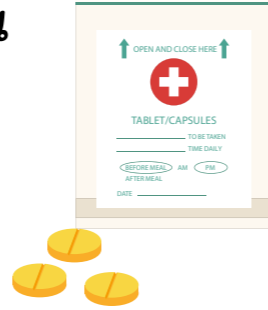 !
OPEN AND CLOSE HERE
TABLET/CAPSULES
TO BE TAKEN
TIME DAILY
BEFORE MEAL AM PM
AFTER MEAL
DATE